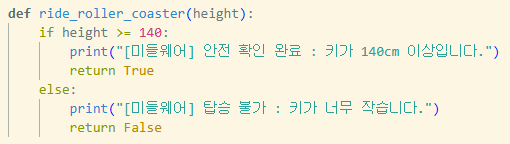 def ride_roller_coaster(height):
    if height >= 140:
        print("[미들웨어] 안전 확인 완료 : 키가 140cm 이상입니다.")
        return True
    else:
        print("[미들웨어] 탑승 불가 : 키가 너무 작습니다.")
        return False